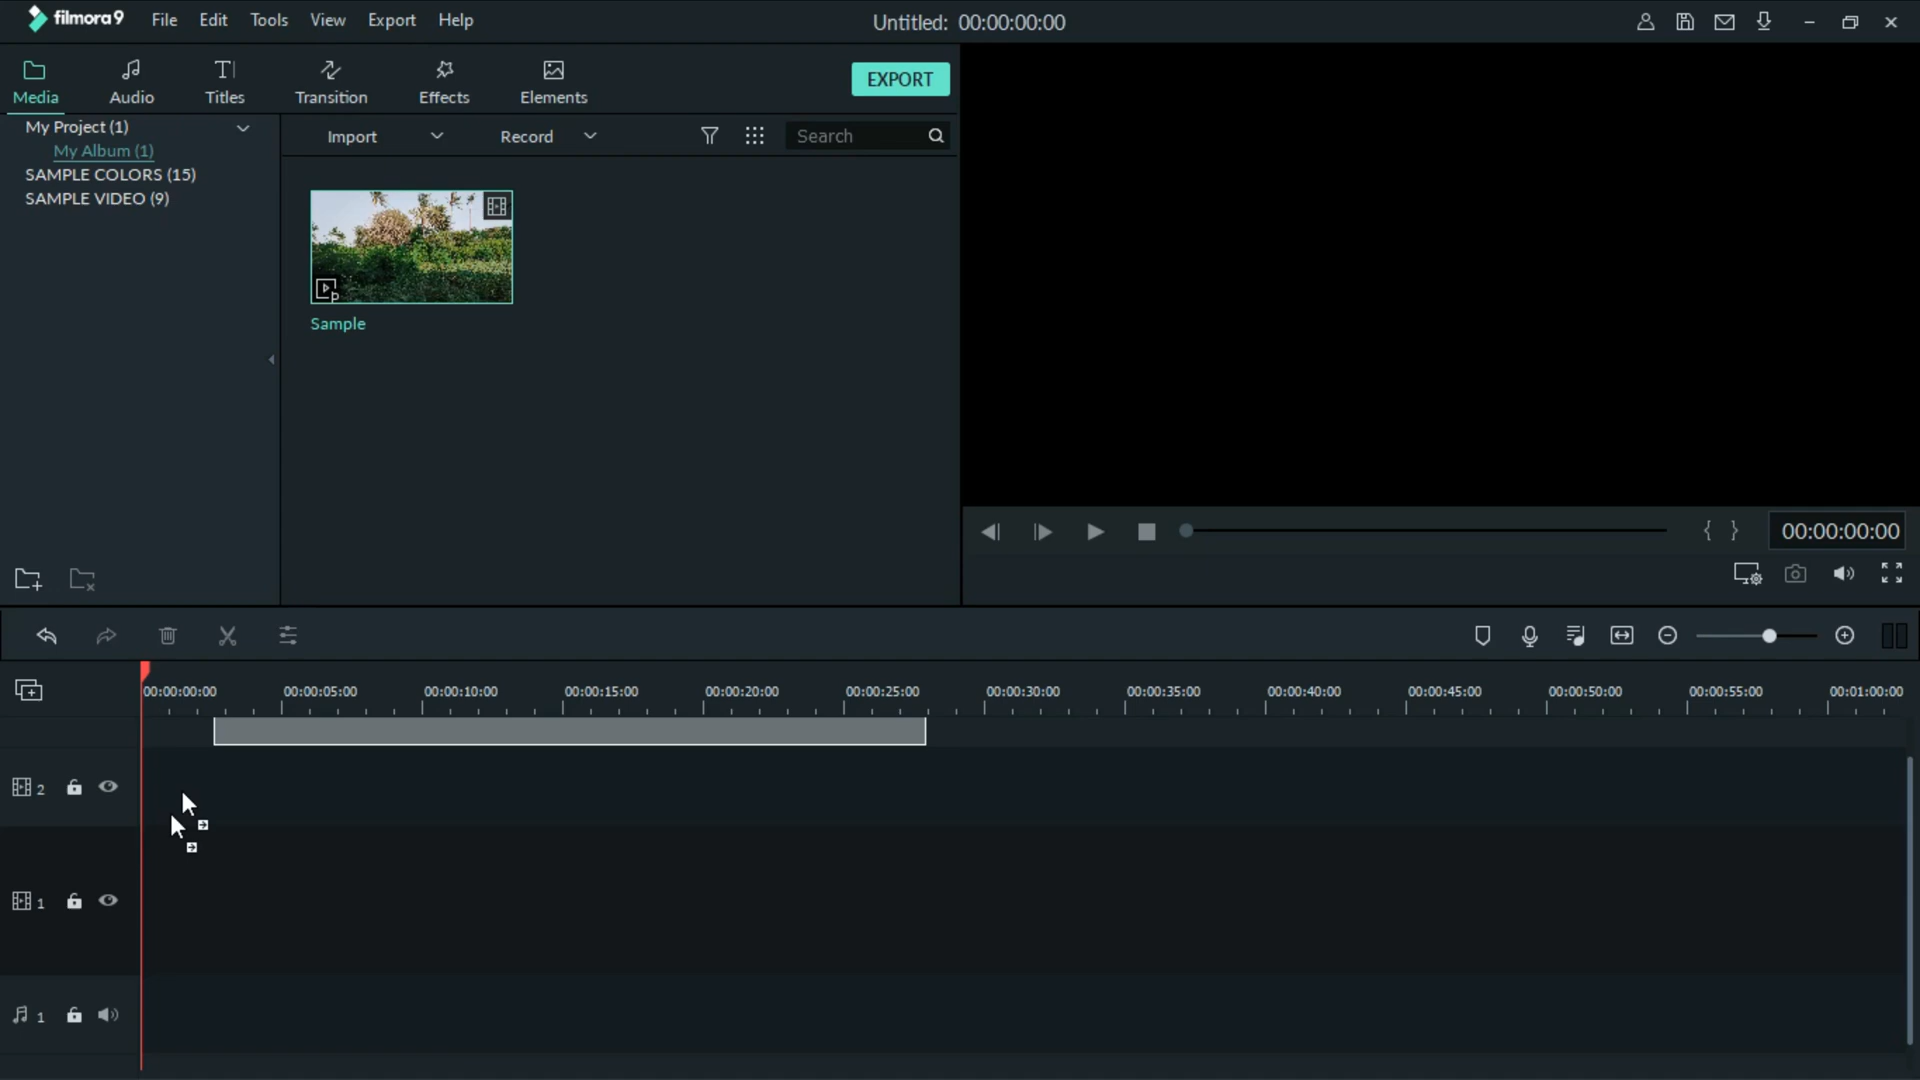 filmora9 File Edit Tools View Export Help Untitled: 00:00:00:00
Media Audio Titles Transition Effects Elements EXPORT
My Project (1)
My Album (1)
SAMPLE COLORS (15)
SAMPLE VIDEO (9)
Import Record Search
Sample
00:00:00:00
00:00:00:00 00:00:05:00 00:00:10:00 00:00:15:00 00:00:20:00 00:00:25:00 00:00:30:00 00:00:35:00 00:00:40:00 00:00:45:00 00:00:50:00 00:00:55:00 00:01:00:00
2
1
1